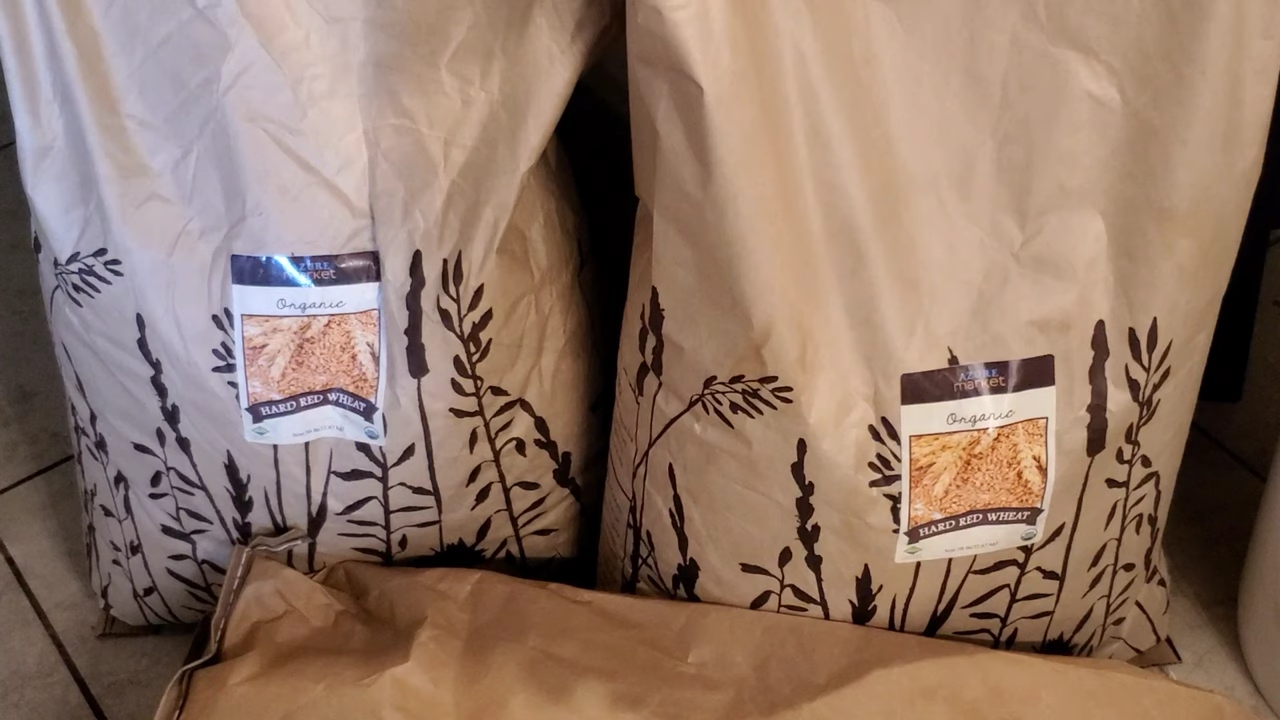 AZURE
market
Organic
HARD RED WHEAT
AZURE
market
Organic
HARD RED WHEAT